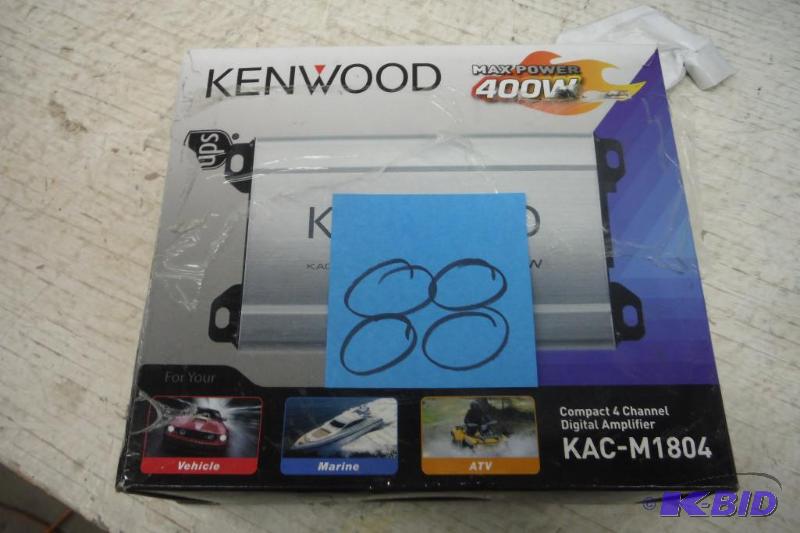 KENWOOD
MAX POWER
400W
ups
K D
KAC W
88
For Your
Vehicle
Marine
ATV
Compact 4 Channel
Digital Amplifier
KAC-M1804
© K-BID